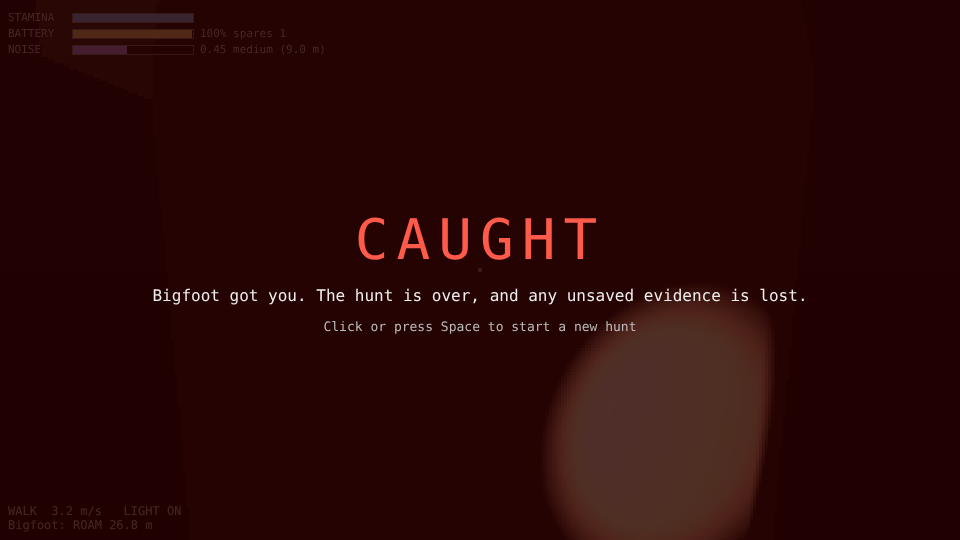 STAMINA
BATTERY 100% spares 1
NOISE 0.45 medium (9.0 m)
CAUGHT
Bigfoot got you. The hunt is over, and any unsaved evidence is lost.
Click or press Space to start a new hunt
WALK 3.2 m/s LIGHT ON
Bigfoot: ROAM 26.8 m